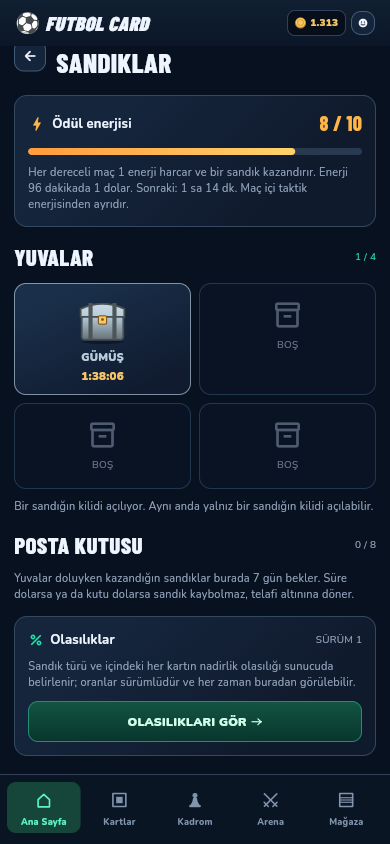 FUTBOL CARD
1.313
SANDIKLAR
Ödül enerjisi
8 / 10
Her dereceli maç 1 enerji harcar ve bir sandık kazandırır. Enerji
96 dakikada 1 dolar. Sonraki: 1 sa 14 dk. Maç içi taktik
enerjisinden ayrıdır.
YUVALAR
1 / 4
GÜMÜŞ
1:38:06
BOŞ
BOŞ
BOŞ
Bir sandığın kilidi açılıyor. Aynı anda yalnız bir sandığın kilidi açılabilir.
POSTA KUTUSU
0 / 8
Yuvalar doluyken kazandığın sandıklar burada 7 gün bekler. Süre
dolarsa ya da kutu dolarsa sandık kaybolmaz, telafi altınına döner.
Olasılıklar
SÜRÜM 1
Sandık türü ve içindeki her kartın nadirlik olasılığı sunucuda
belirlenir; oranlar sürümlüdür ve her zaman buradan görülebilir.
OLASILIKLARI GÖR →
Ana Sayfa
Kartlar
Kadrom
Arena
Mağaza